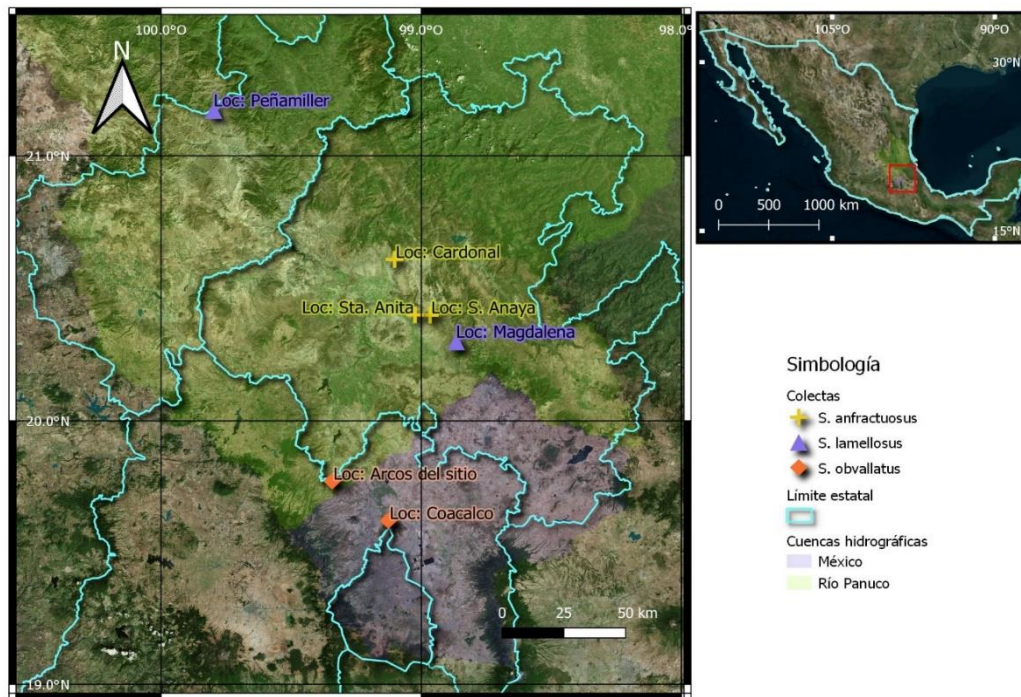 100.0°O
99.0°O
98.0°
N
Loc: Peñamiller
21.0°N
Loc: Cardonal
Loc: Sta. Anita
Loc: S. Anaya
Loc: Magdalena
20.0°N
Loc: Arcos del sitio
Loc: Coacalco
0 25 50 km
19.0°N
105°O
90°O
30°N
0 500 1000 km
15°N
Simbología
Colectas
S. anfractuosus
S. lamellosus
S. obvallatus
Límite estatal
Cuencas hidrográficas
México
Río Panuco